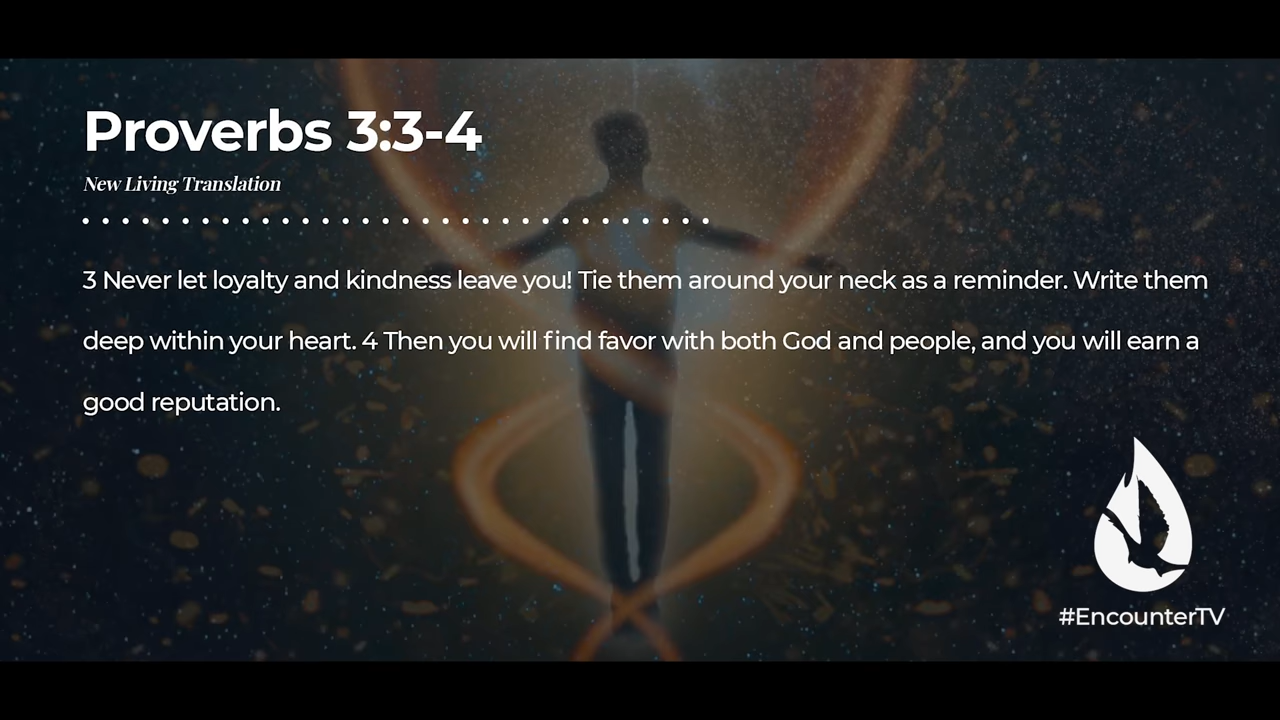 Proverbs 3:3-4
New Living Translation
3 Never let loyalty and kindness leave you! Tie them around your neck as a reminder. Write them
deep within your heart. 4 Then you will find favor with both God and people, and you will earn a
good reputation.
#EncounterTV